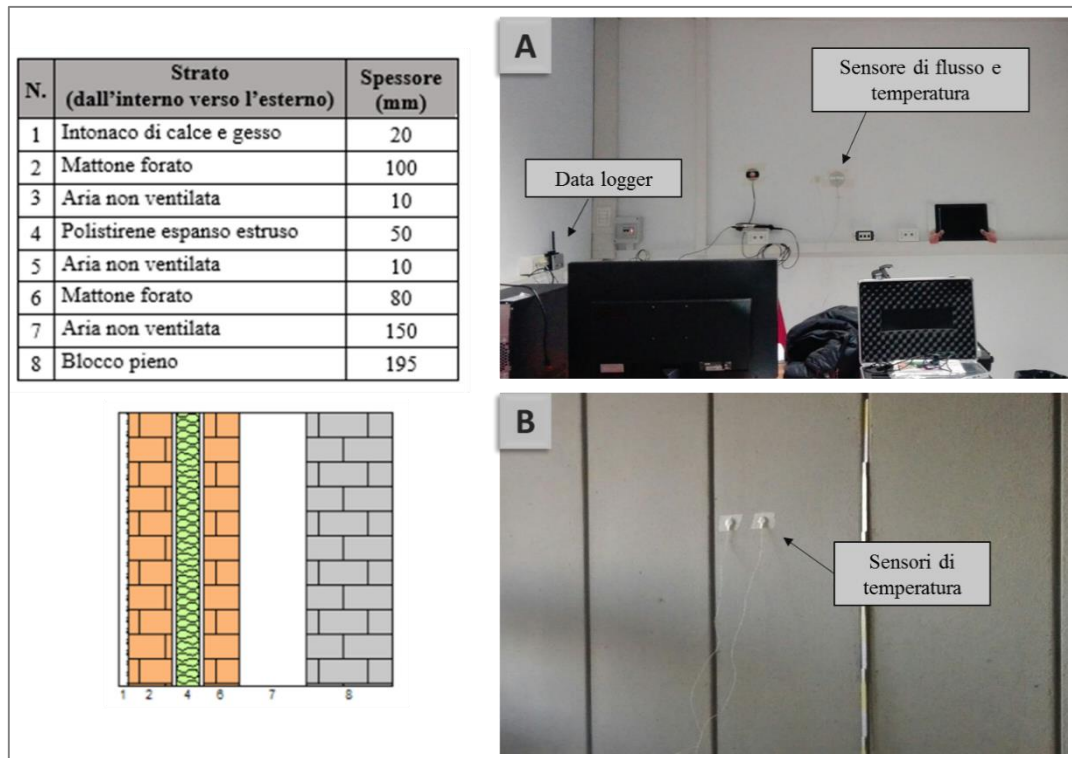 N. Strato (dall'interno verso l'esterno) Spessore (mm)
1 Intonaco di calce e gesso 20
2 Mattone forato 100
3 Aria non ventilata 10
4 Polistirene espanso estruso 50
5 Aria non ventilata 10
6 Mattone forato 80
7 Aria non ventilata 150
8 Blocco pieno 195
1 2 4 6 7 8
A
Sensore di flusso e
temperatura
Data logger
B
Sensori di
temperatura